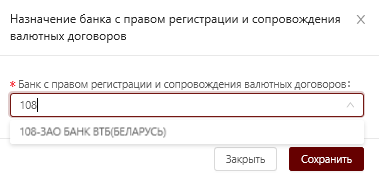 Назначение банка с правом регистрации и сопровождения
валютных договоров
* Банк с правом регистрации и сопровождения валютных договоров:
108
108-ЗАО БАНК ВТБ(БЕЛАРУСЬ)
Закрыть Сохранить